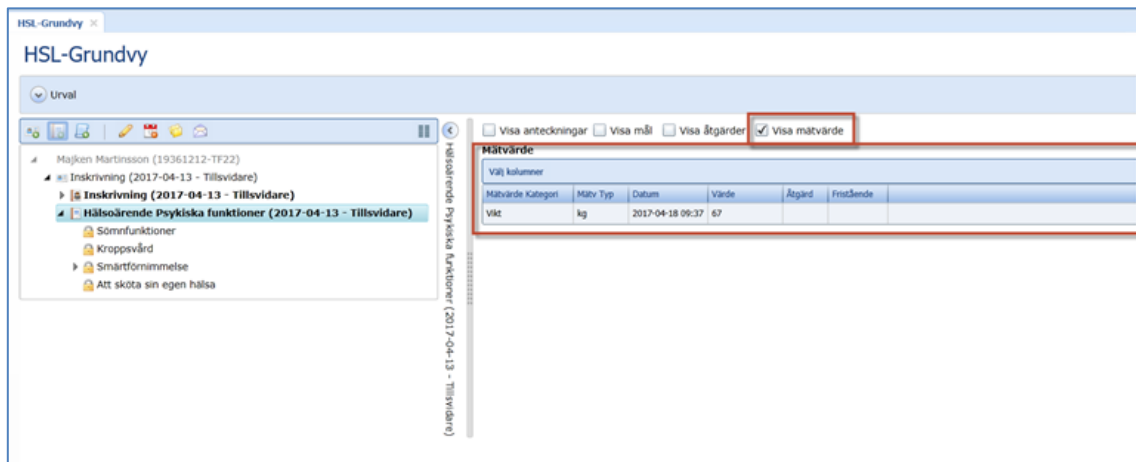 HSL-Grundvy
HSL-Grundvy
Urval
Majken Martinsson (19361212-TF22)
Inskrivning (2017-04-13 - Tillsvidare)
Inskrivning (2017-04-13 - Tillsvidare)
Hälsoärende Psykiska funktioner (2017-04-13 - Tillsvidare)
Sömnfunktioner
Kroppsvård
Smärtförnimmelse
Att sköta sin egen hälsa
Hälsoärende Psykiska funktioner (2017-04-13 - Tillsvidare)
Visa anteckningar Visa mål Visa åtgärder Visa mätvärde
Mätvärde
Välj kolumner
Mätvärde Kategori Mätv Typ Datum Värde Åtgärd Fristående
Vikt kg 2017-04-18 09:37 67